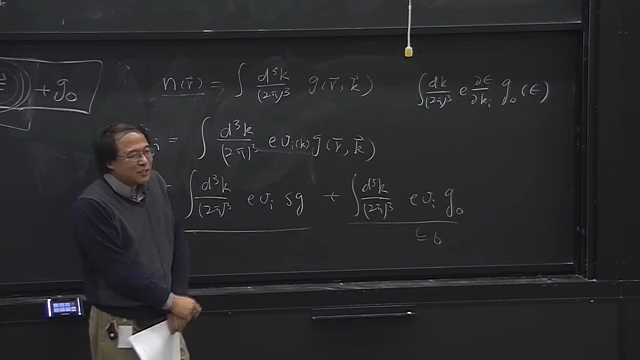 + g₀
n(r⃗) = ∫ d³k/(2π)³ g(r⃗, k⃗)
∫ dk/(2π)³ e ∂ε/∂kᵢ g₀(ε)
ᵢ = ∫ d³k/(2π)³ e vᵢ(k) g(r⃗, k⃗)
= ∫ d³k/(2π)³ e vᵢ δg + ∫ d³k/(2π)³ e vᵢ g₀